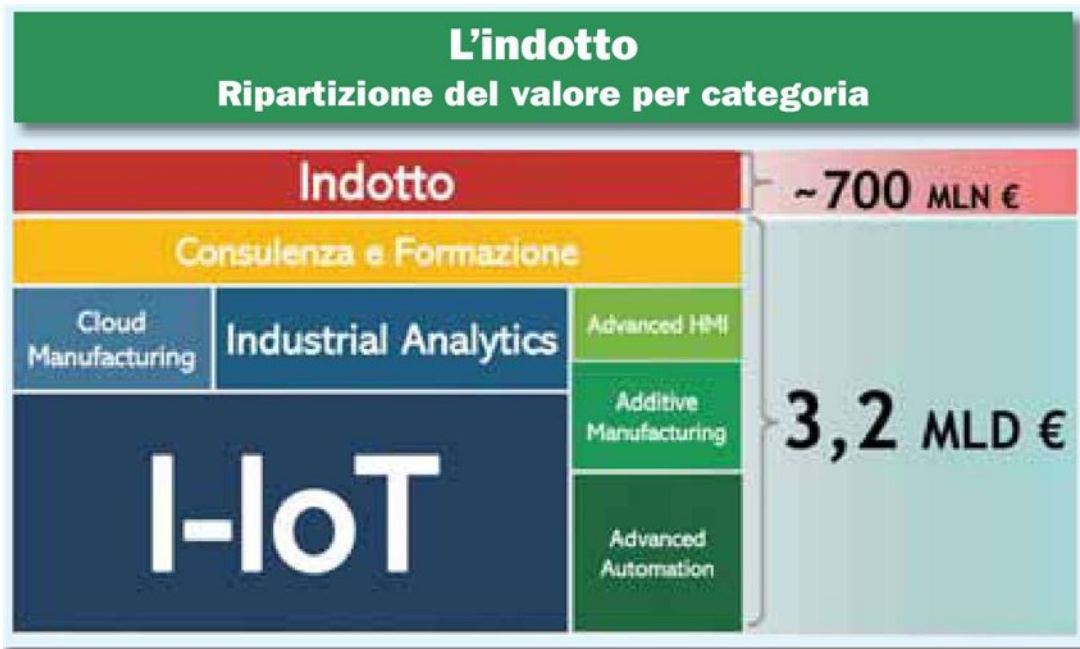 L'indotto
Ripartizione del valore per categoria
Indotto
~700 MLN €
Consulenza e Formazione
Cloud
Manufacturing
Industrial Analytics
Advanced HMI
Additive
Manufacturing
3,2 MLD €
I-IoT
Advanced
Automation